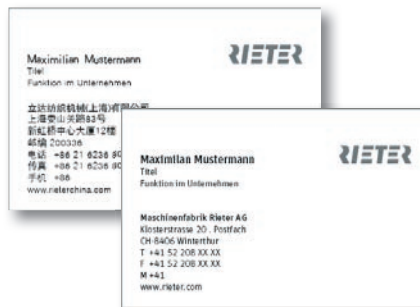 Maximilian Mustermann
Titel
Funktion im Unternehmen
RIETER
立达纺织机械(上海)有限公司
上海娄山关路83号
新虹桥中心大厦12楼
邮编 200336
电话 +86 21 6236
传真 +86 21 6236
手机 +86
www.rieterchina.com
Maximilian Mustermann
Titel
Funktion im Unternehmen
RIETER
Maschinenfabrik Rieter AG
Klosterstrasse 20 . Postfach
CH-8406 Winterthur
T +41 52 208 XX XX
F +41 52 208 XX XX
M +41
www.rieter.com